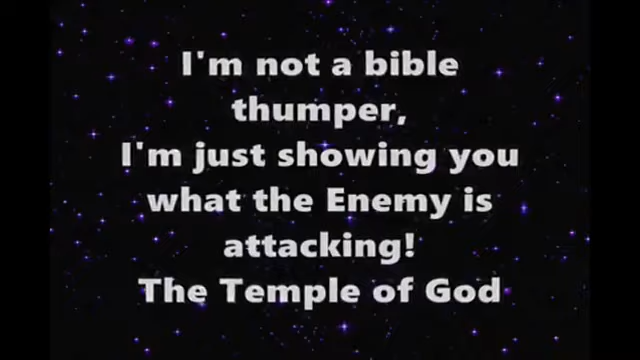 I'm not a bible
thumper,
I'm just showing you
what the Enemy is
attacking!
The Temple of God